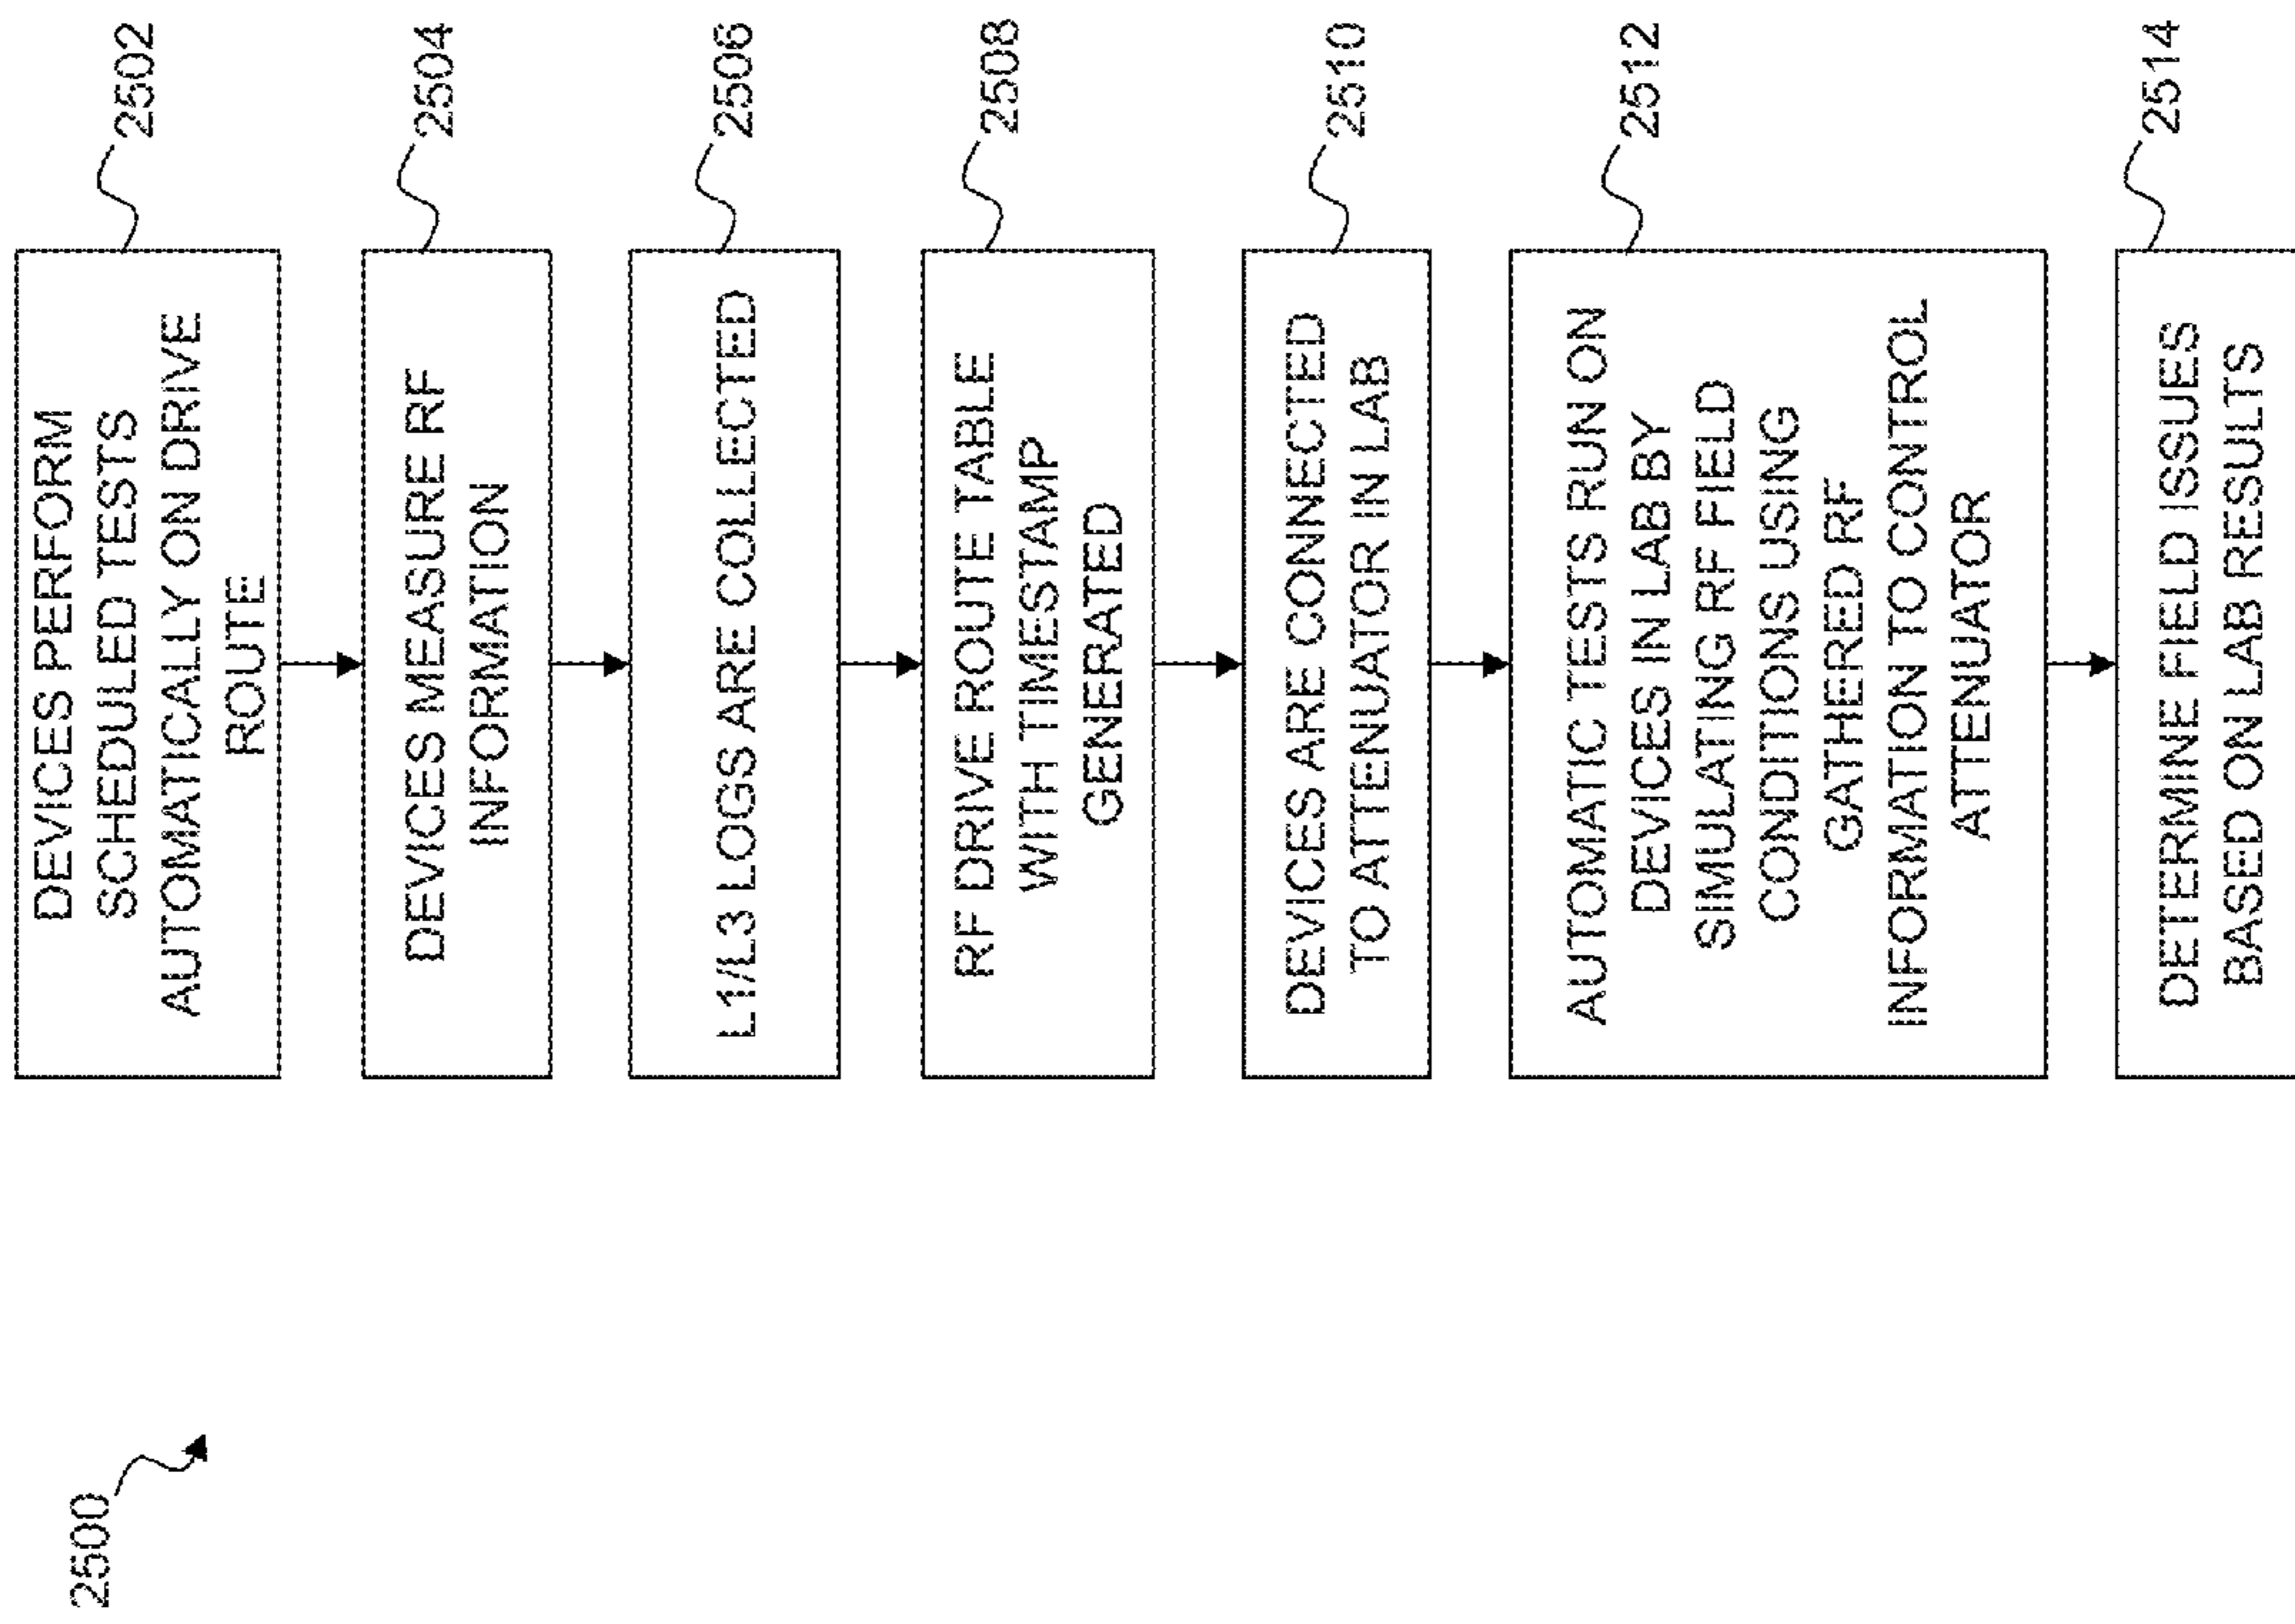 2500
DEVICES PERFORM
SCHEDULED TESTS
AUTOMATICALLY ON DRIVE
ROUTE
2502
DEVICES MEASURE RF
INFORMATION
2504
L1/L3 LOGS ARE COLLECTED
2506
RF DRIVE ROUTE TABLE
WITH TIMESTAMP
GENERATED
2508
DEVICES ARE CONNECTED
TO ATTENUATOR IN LAB
2510
AUTOMATIC TESTS RUN ON
DEVICES IN LAB BY
SIMULATING RF FIELD
CONDITIONS USING
GATHERED RF
INFORMATION TO CONTROL
ATTENUATOR
2512
DETERMINE FIELD ISSUES
BASED ON LAB RESULTS
2514